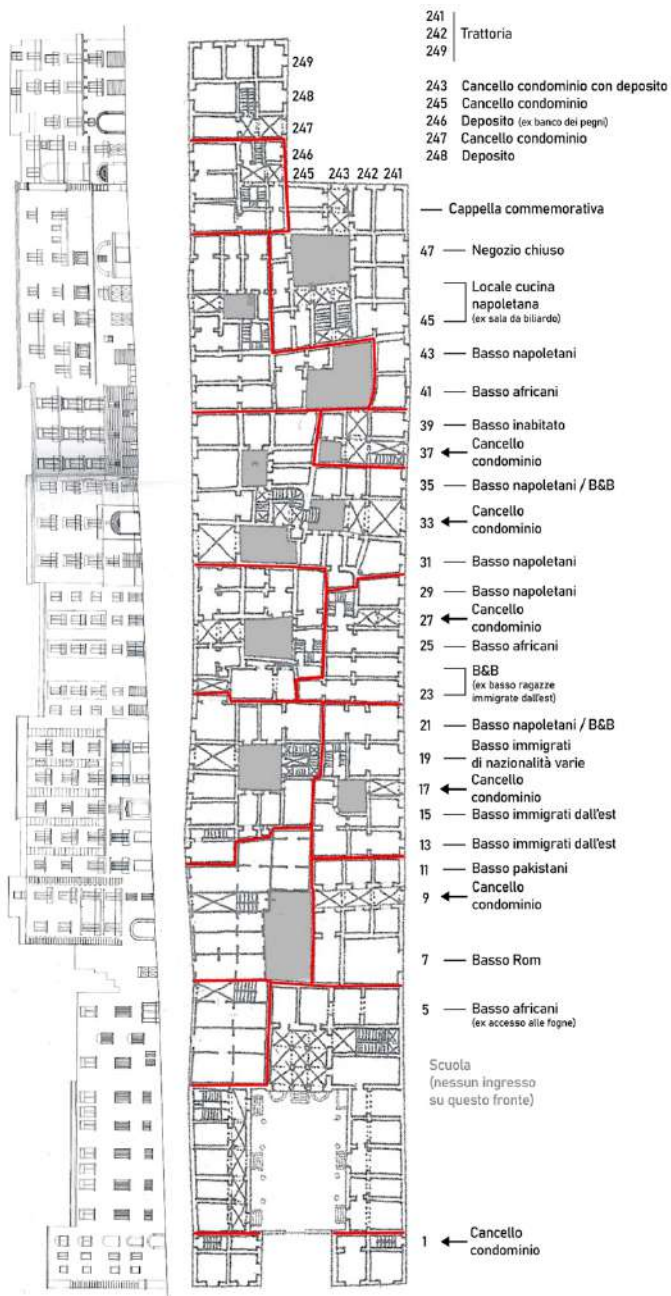 241
242 Trattoria
249
243 Cancello condominio con deposito
245 Cancello condominio
246 Deposito (ex banco dei pegni)
247 Cancello condominio
248 Deposito
249
248
247
246
245 243 242 241
Cappella commemorativa
47 Negozio chiuso
Locale cucina
napoletana
45 (ex sala da biliardo)
43 Basso napoletani
41 Basso africani
39 Basso inabitato
37 Cancello
condominio
35 Basso napoletani / B&B
33 Cancello
condominio
31 Basso napoletani
29 Basso napoletani
27 Cancello
condominio
25 Basso africani
B&B
(ex basso ragazze
23 immigrate dall'est)
21 Basso napoletani / B&B
19 Basso immigrati
di nazionalità varie
17 Cancello
condominio
15 Basso immigrati dall'est
13 Basso immigrati dall'est
11 Basso pakistani
9 Cancello
condominio
7 Basso Rom
5 Basso africani
(ex accesso alle fogne)
Scuola
(nessun ingresso
su questo fronte)
1 Cancello
condominio